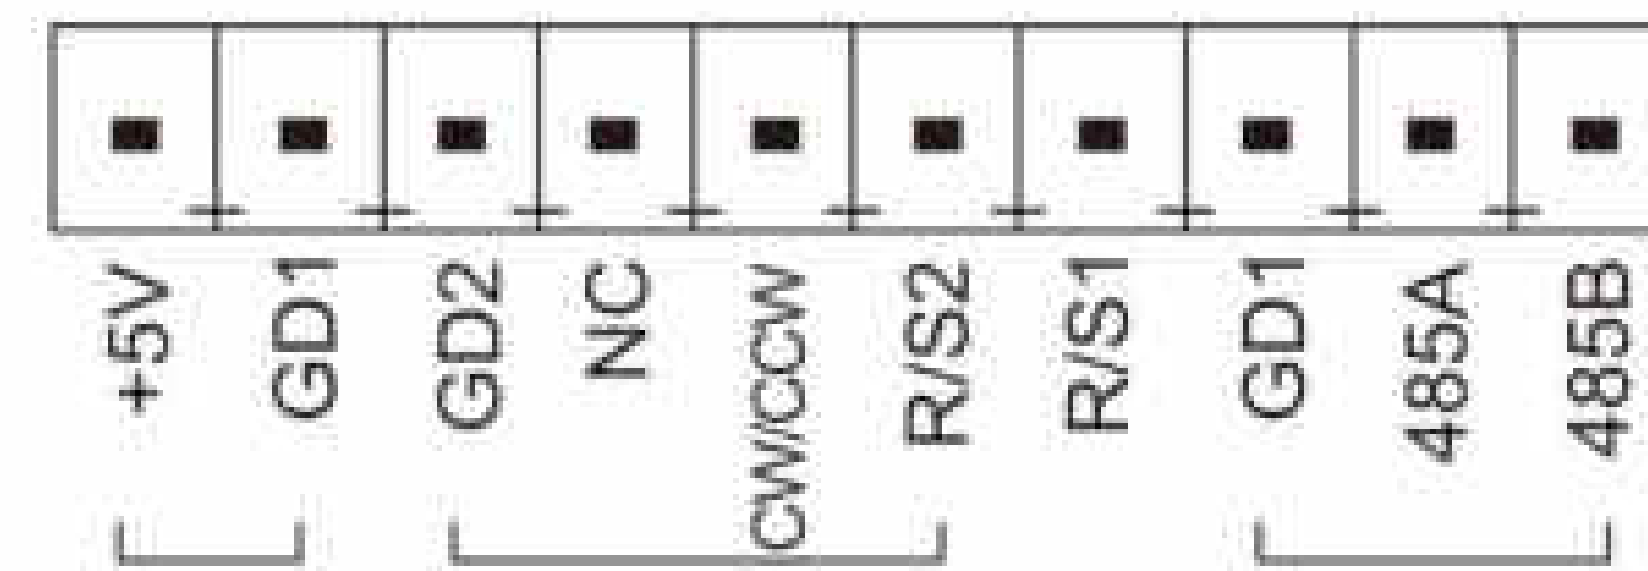 +5V
GD1
GD2
NC
CW/CCW
R/S2
R/S1
GD1
485A
485B